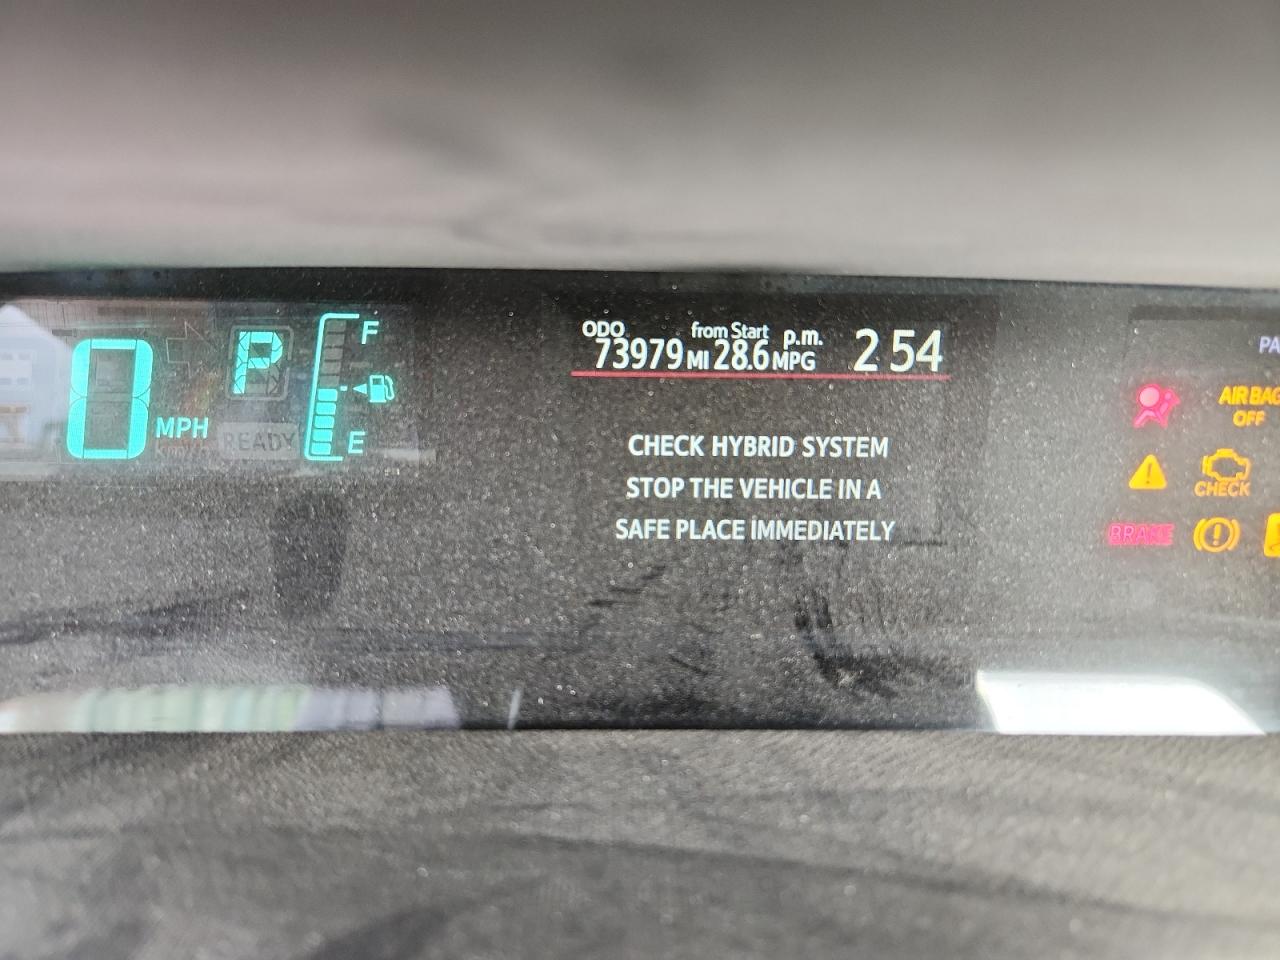 0 MPH
P
READY
F
E
ODO from Start p.m.
73979 MI 28.6 MPG 2 54
CHECK HYBRID SYSTEM
STOP THE VEHICLE IN A
SAFE PLACE IMMEDIATELY
AIR BAG
OFF
CHECK
BRAKE